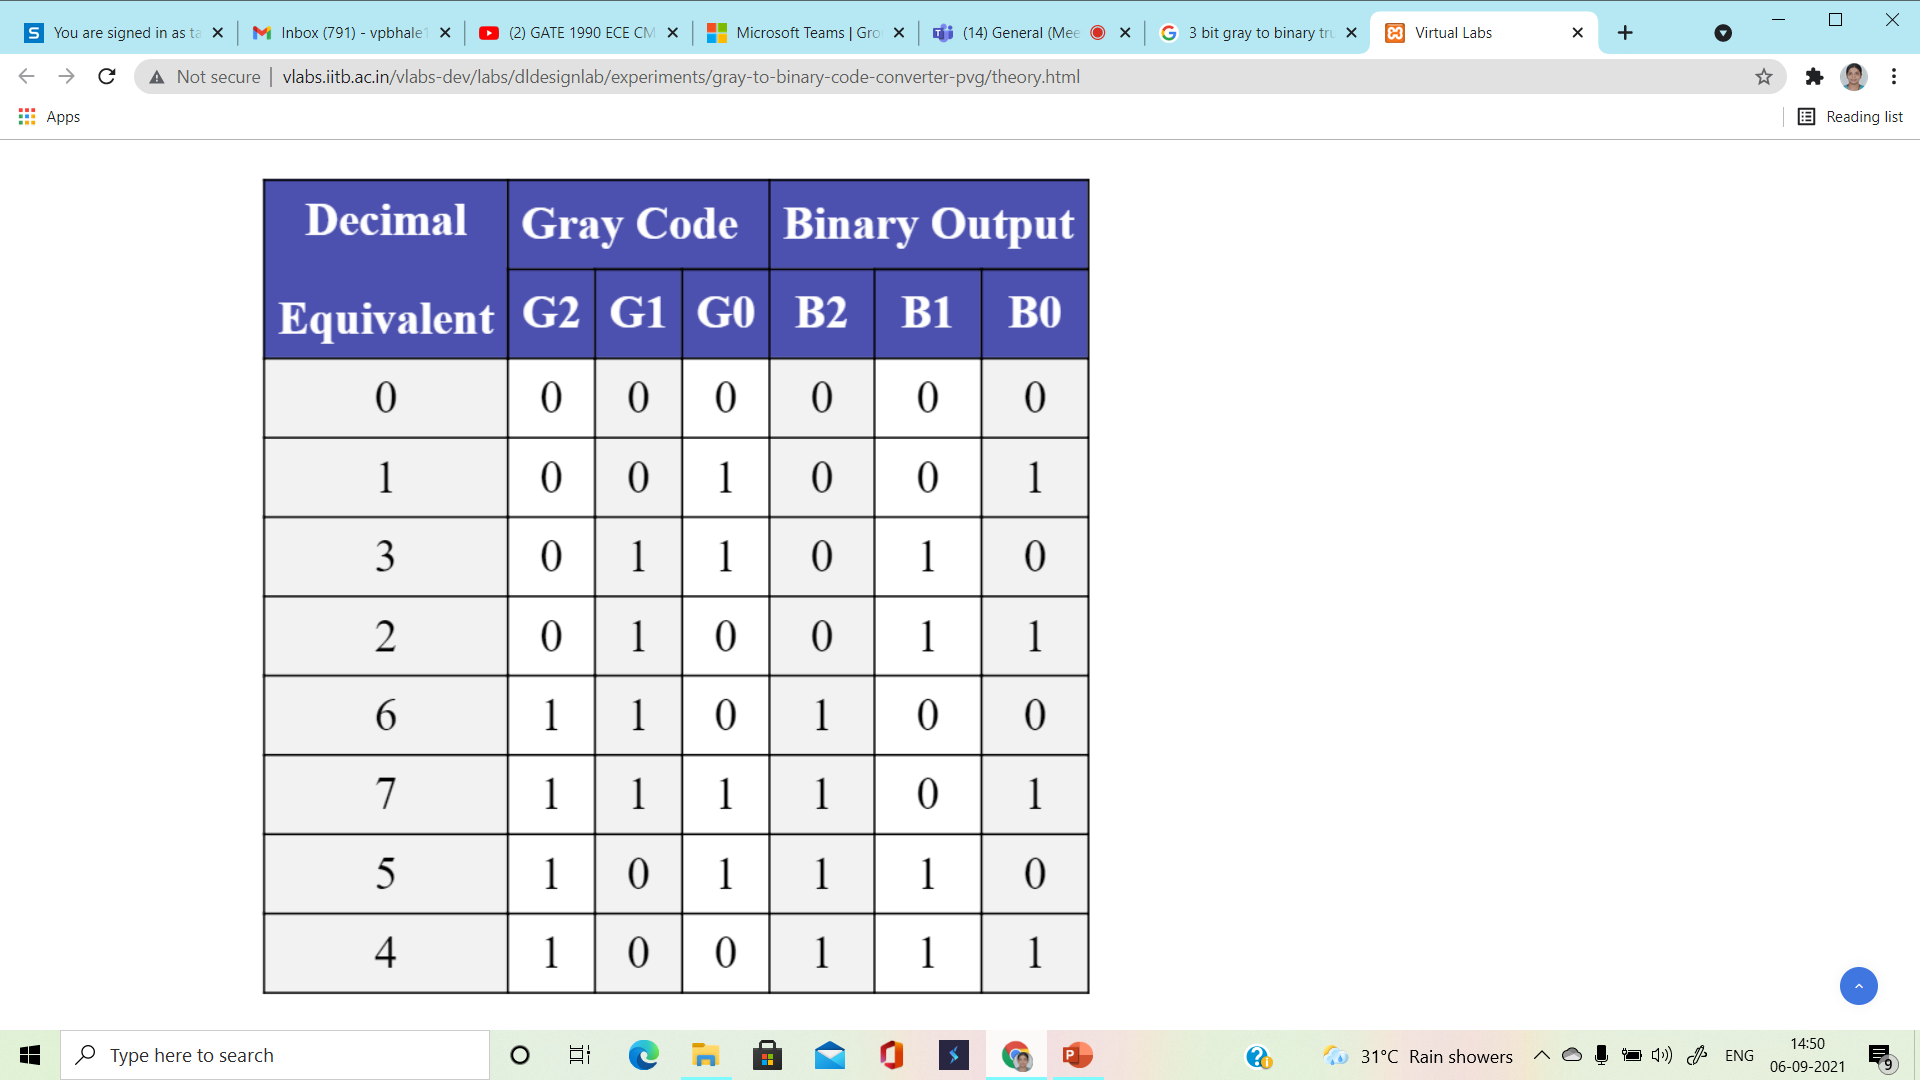 You are signed in as ta
Inbox (791) - vpbhale1
(2) GATE 1990 ECE CM
Microsoft Teams | Gro
(14) General (Mee
3 bit gray to binary tru
Virtual Labs
Not secure | vlabs.iitb.ac.in/vlabs-dev/labs/dldesignlab/experiments/gray-to-binary-code-converter-pvg/theory.html
Apps
Reading list
Decimal Equivalent Gray Code Binary Output
G2 G1 G0 B2 B1 B0
0 0 0 0 0 0 0
1 0 0 1 0 0 1
3 0 1 1 0 1 0
2 0 1 0 0 1 1
6 1 1 0 1 0 0
7 1 1 1 1 0 1
5 1 0 1 1 1 0
4 1 0 0 1 1 1
Type here to search
31°C Rain showers
ENG
14:50
06-09-2021
9